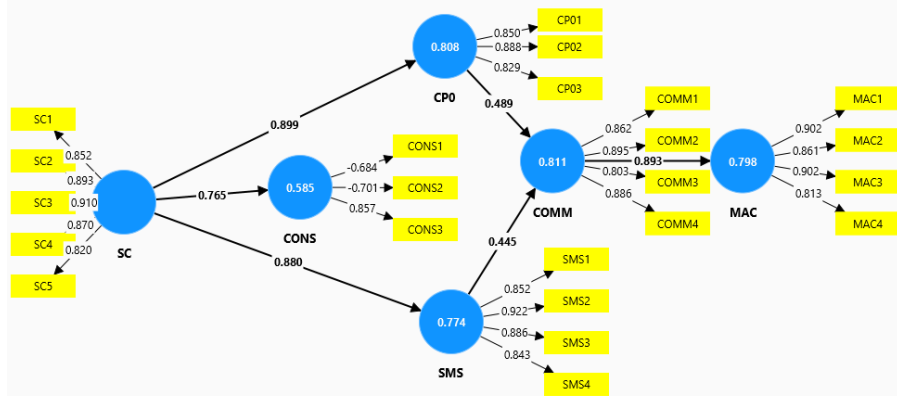 SC1
SC2
SC3
SC4
SC5
0.852
0.893
0.910
0.870
0.820
SC
0.899
0.765
0.880
0.808
CP0
0.850
0.888
0.829
CP01
CP02
CP03
0.585
CONS
-0.684
-0.701
0.857
CONS1
CONS2
CONS3
0.774
SMS
0.852
0.922
0.886
0.843
SMS1
SMS2
SMS3
SMS4
0.489
0.445
0.811
COMM
0.862
0.895
0.803
0.886
COMM1
COMM2
COMM3
COMM4
0.893
0.798
MAC
0.902
0.861
0.902
0.813
MAC1
MAC2
MAC3
MAC4